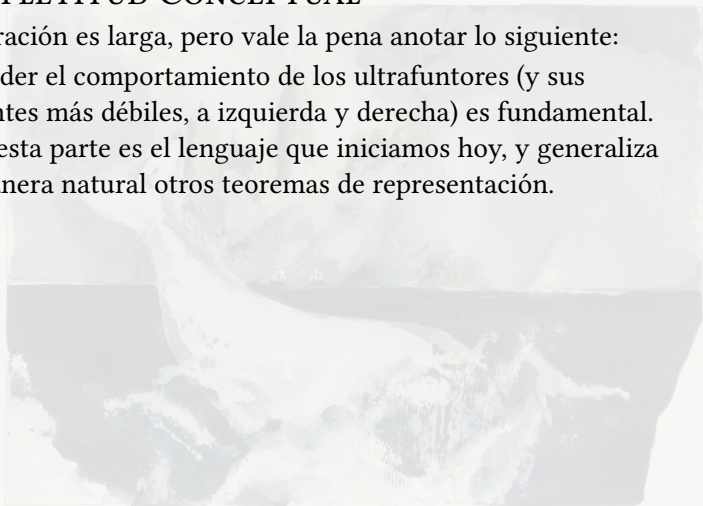 PLETITUD CONCEPTUAL
ración es larga, pero vale la pena anotar lo siguiente:
der el comportamiento de los ultrafuntores (y sus
ntes más débiles, a izquierda y derecha) es fundamental.
esta parte es el lenguaje que iniciamos hoy, y generaliza
nera natural otros teoremas de representación.